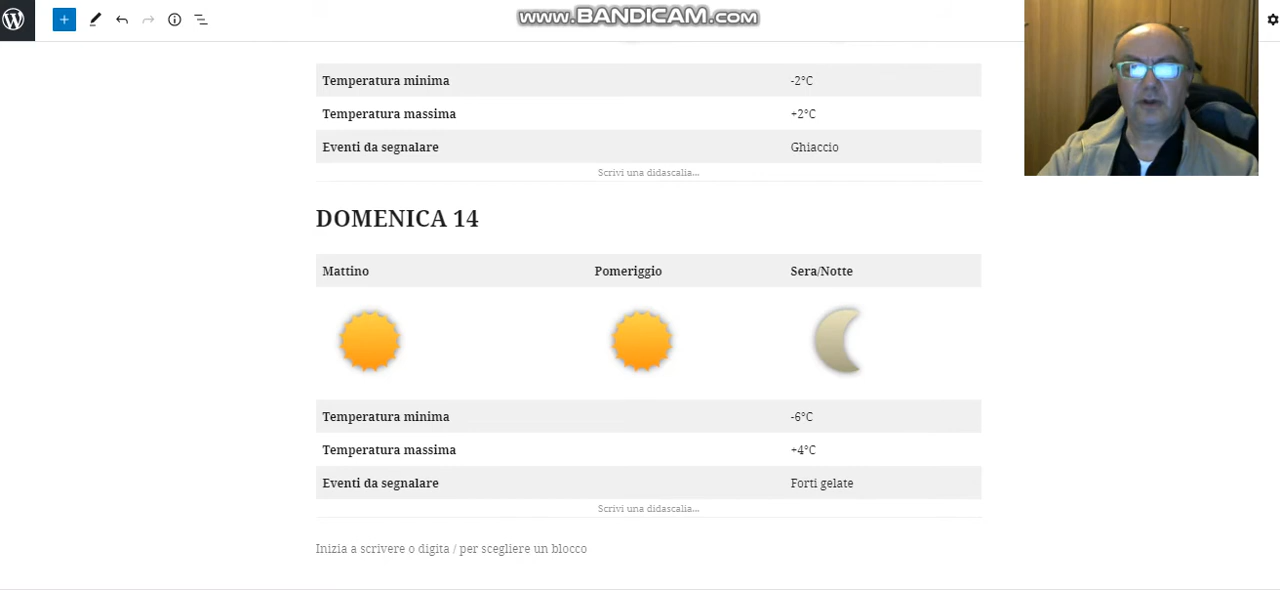 WWW.BANDICAM.COM
Temperatura minima -2°C
Temperatura massima +2°C
Eventi da segnalare Ghiaccio
Scrivi una didascalia...
DOMENICA 14
Mattino Pomeriggio Sera/Notte
Temperatura minima -6°C
Temperatura massima +4°C
Eventi da segnalare Forti gelate
Scrivi una didascalia...
Inizia a scrivere o digita / per scegliere un blocco